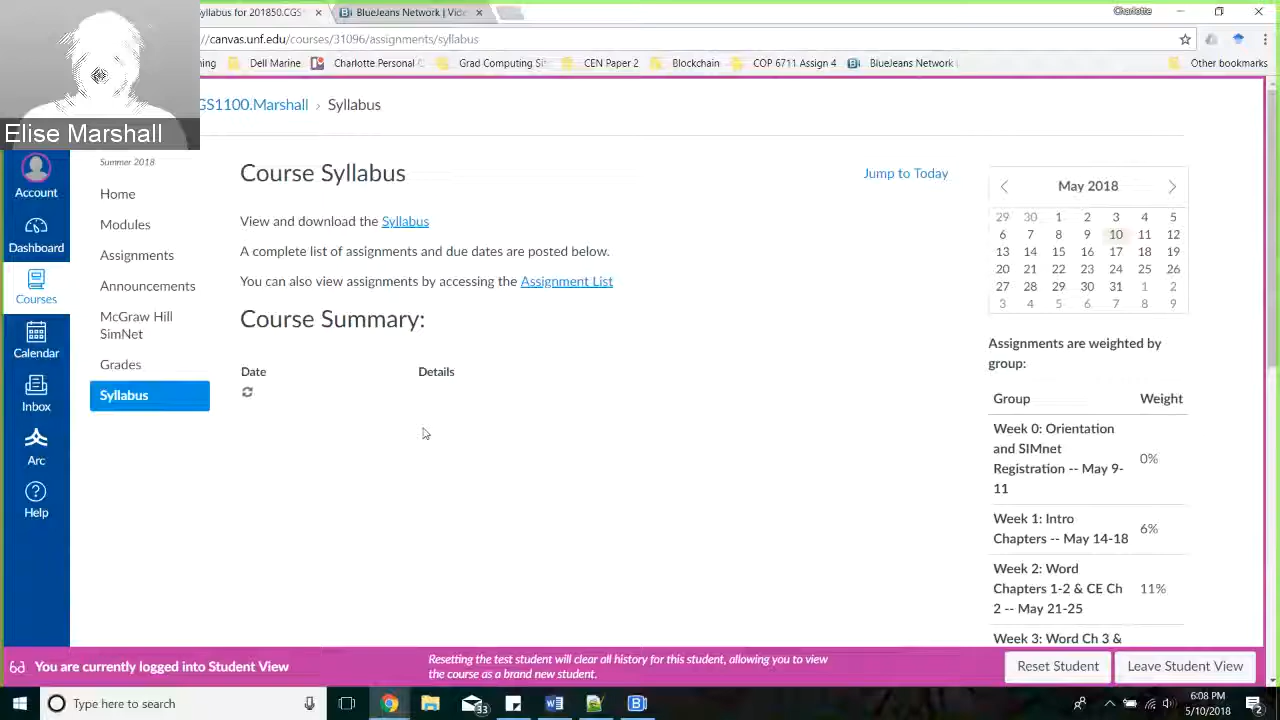 yllabus for 201850.CGS
BlueJeans Network | Vide
Charlotte
//canvas.unf.edu/courses/31096/assignments/syllabus
ning
Dell Marine
Charlotte Personal
Grad Computing Si
CEN Paper 2
Blockchain
COP 6711 Assign 4
BlueJeans Network
Other bookmarks
Elise Marshall
GS1100.Marshall › Syllabus
Account
Dashboard
Courses
Calendar
Inbox
Arc
Help
Summer 2018
Home
Modules
Assignments
Announcements
McGraw Hill
SimNet
Grades
Syllabus
Course Syllabus
Jump to Today
View and download the Syllabus
A complete list of assignments and due dates are posted below.
You can also view assignments by accessing the Assignment List
Course Summary:
Date Details
May 2018
29 30 1 2 3 4 5
6 7 8 9 10 11 12
13 14 15 16 17 18 19
20 21 22 23 24 25 26
27 28 29 30 31 1 2
3 4 5 6 7 8 9
Assignments are weighted by
group:
Group Weight
Week 0: Orientation
and SIMnet
Registration -- May 9-
11
0%
Week 1: Intro
Chapters -- May 14-18
6%
Week 2: Word
Chapters 1-2 & CE Ch
2 -- May 21-25
11%
Week 3: Word Ch 3 &
You are currently logged into Student View
Resetting the test student will clear all history for this student, allowing you to view
the course as a brand new student.
Reset Student
Leave Student View
Type here to search
33
6:08 PM
5/10/2018
2